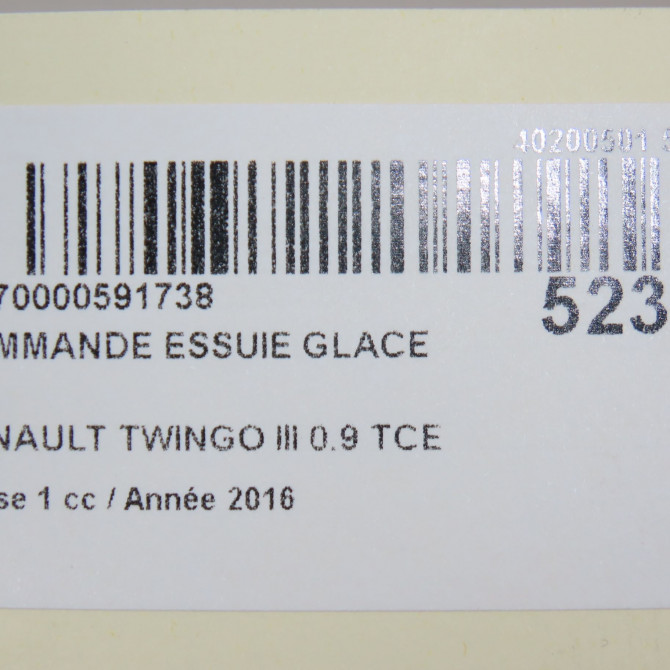 40200501
70000591738
523
MMANDE ESSUIE GLACE
NAULT TWINGO III 0.9 TCE
se 1 cc / Année 2016